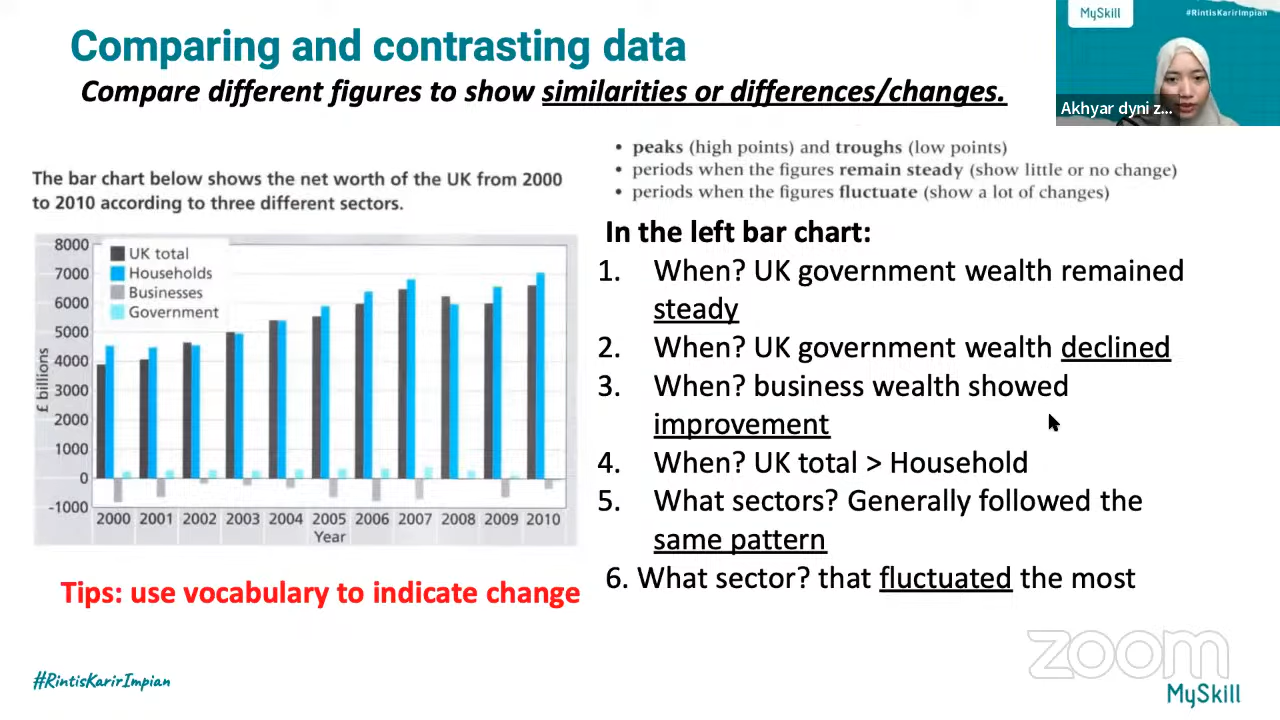 Comparing and contrasting data
Compare different figures to show similarities or differences/changes.
MySkill
#RintisKarirImpian
Akhyar dyni z...
• peaks (high points) and troughs (low points)
• periods when the figures remain steady (show little or no change)
• periods when the figures fluctuate (show a lot of changes)
The bar chart below shows the net worth of the UK from 2000
to 2010 according to three different sectors.
8000
7000
6000
5000
4000
3000
2000
1000
0
-1000
£ billions
UK total
Households
Businesses
Government
2000 2001 2002 2003 2004 2005 2006 2007 2008 2009 2010
Year
Tips: use vocabulary to indicate change
In the left bar chart:
1. When? UK government wealth remained
steady
2. When? UK government wealth declined
3. When? business wealth showed
improvement
4. When? UK total > Household
5. What sectors? Generally followed the
same pattern
6. What sector? that fluctuated the most
zoom
#RintisKarirImpian
MySkill